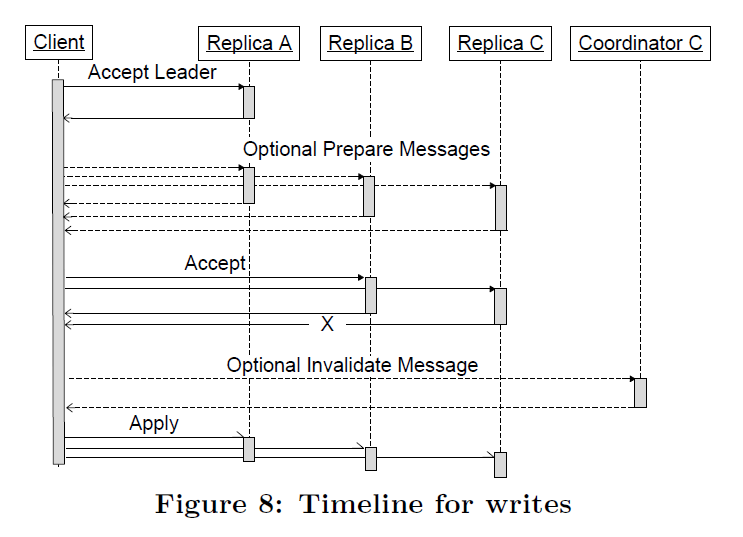 Client
Replica A
Replica B
Replica C
Coordinator C
Accept Leader
Optional Prepare Messages
Accept
X
Optional Invalidate Message
Apply
Figure 8: Timeline for writes